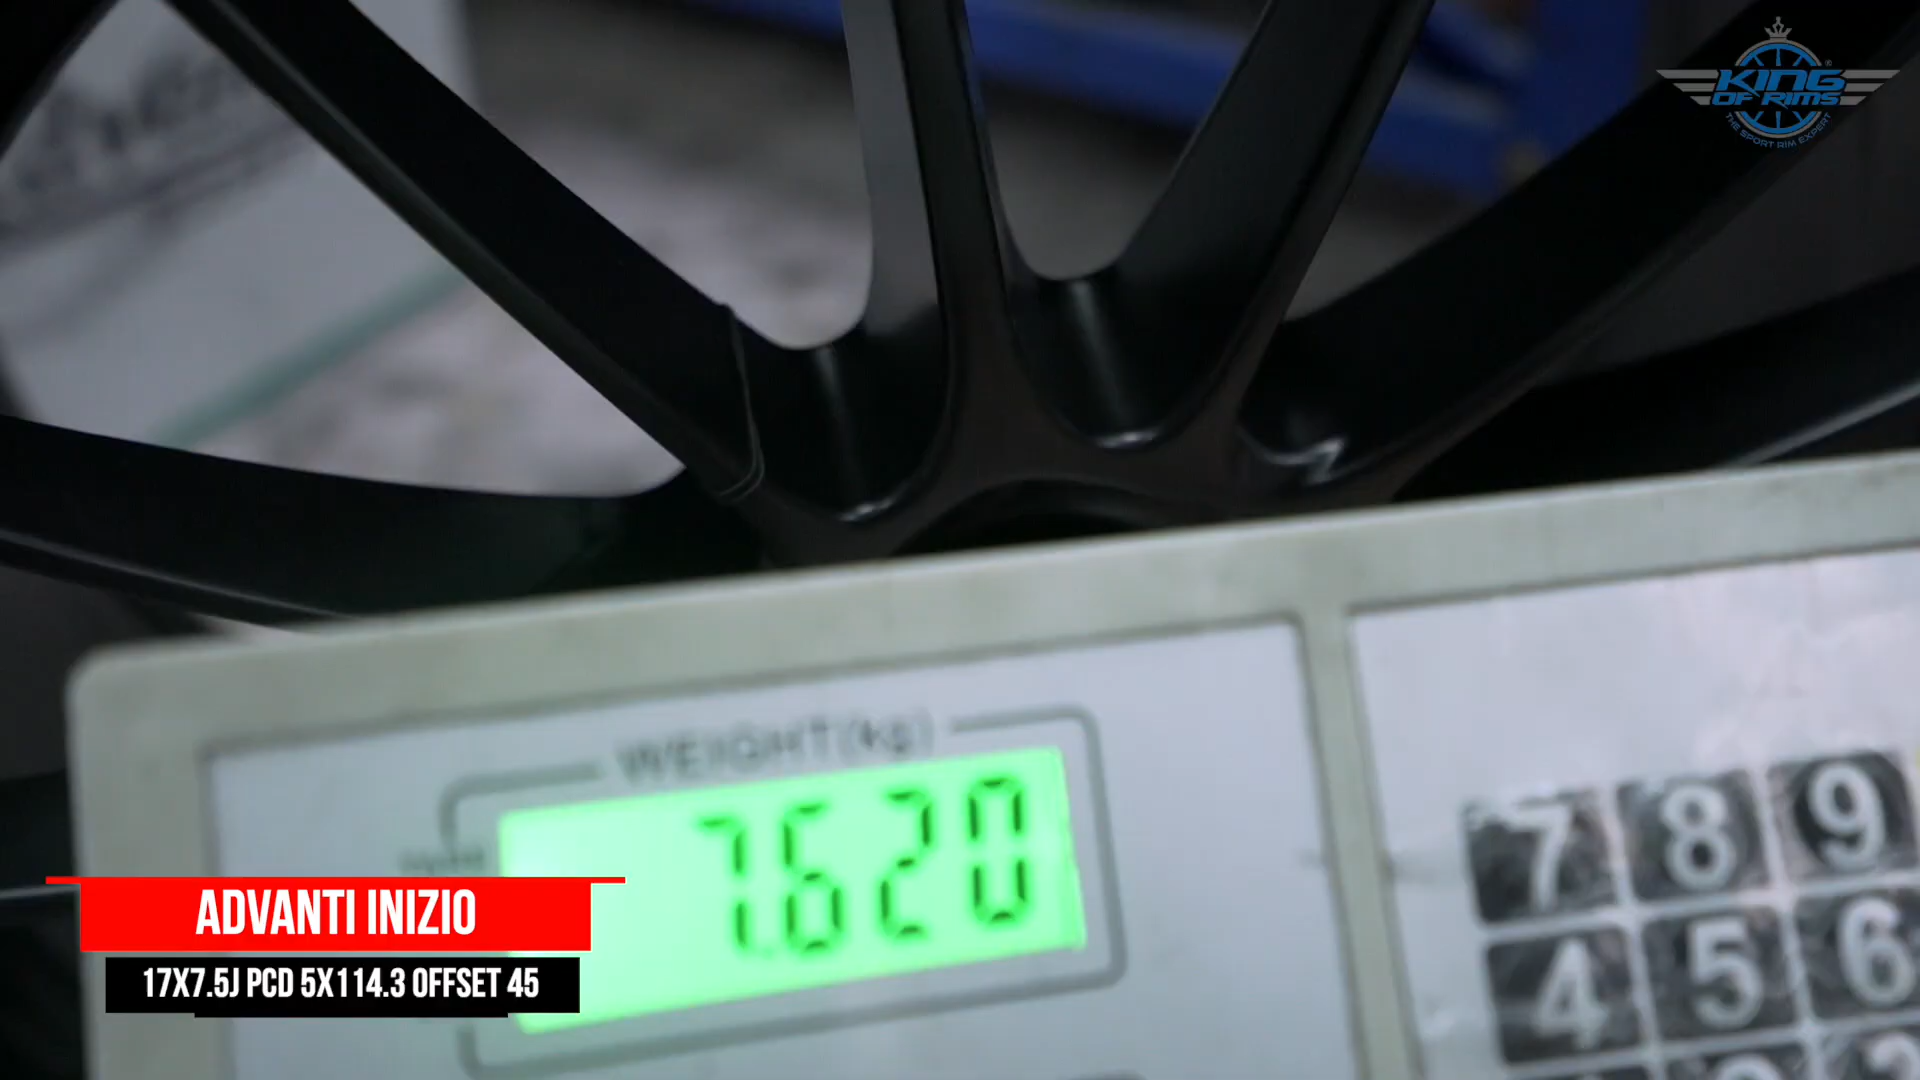 KING
OF RIMS
THE SPORT RIM EXPERT
WEIGHT(kg)
7.620
7 8 9
4 5 6
ADVANTI INIZIO
17X7.5J PCD 5X114.3 OFFSET 45